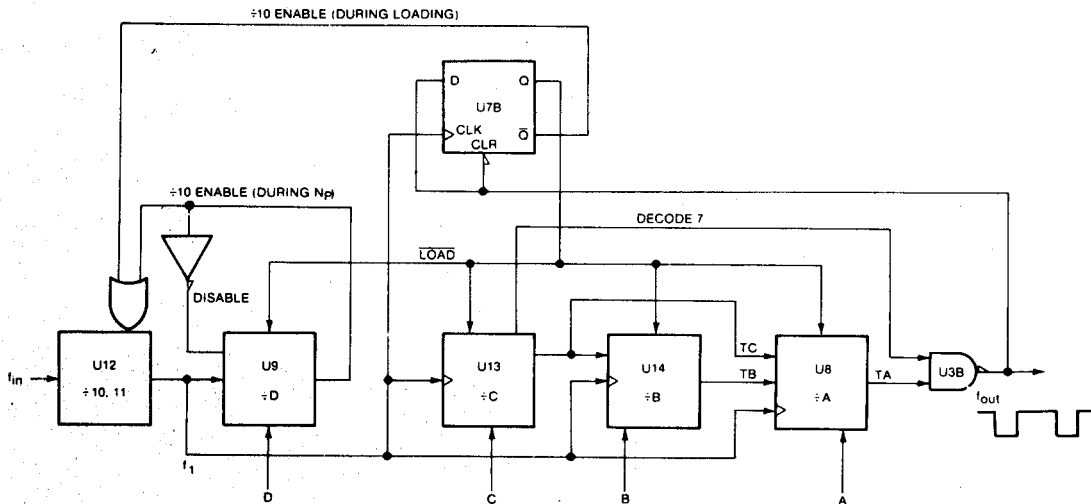 ÷10 ENABLE (DURING LOADING)
D Q
U7B
CLK Q̅
CLR
÷10 ENABLE (DURING Np)
DECODE 7
L̅O̅A̅D̅
DISABLE
U12
÷10, 11
U9
÷D
U13
÷C
U14
÷B
U8
÷A
TC
TB
TA
U3B
fin
fout
f1
D
C
B
A